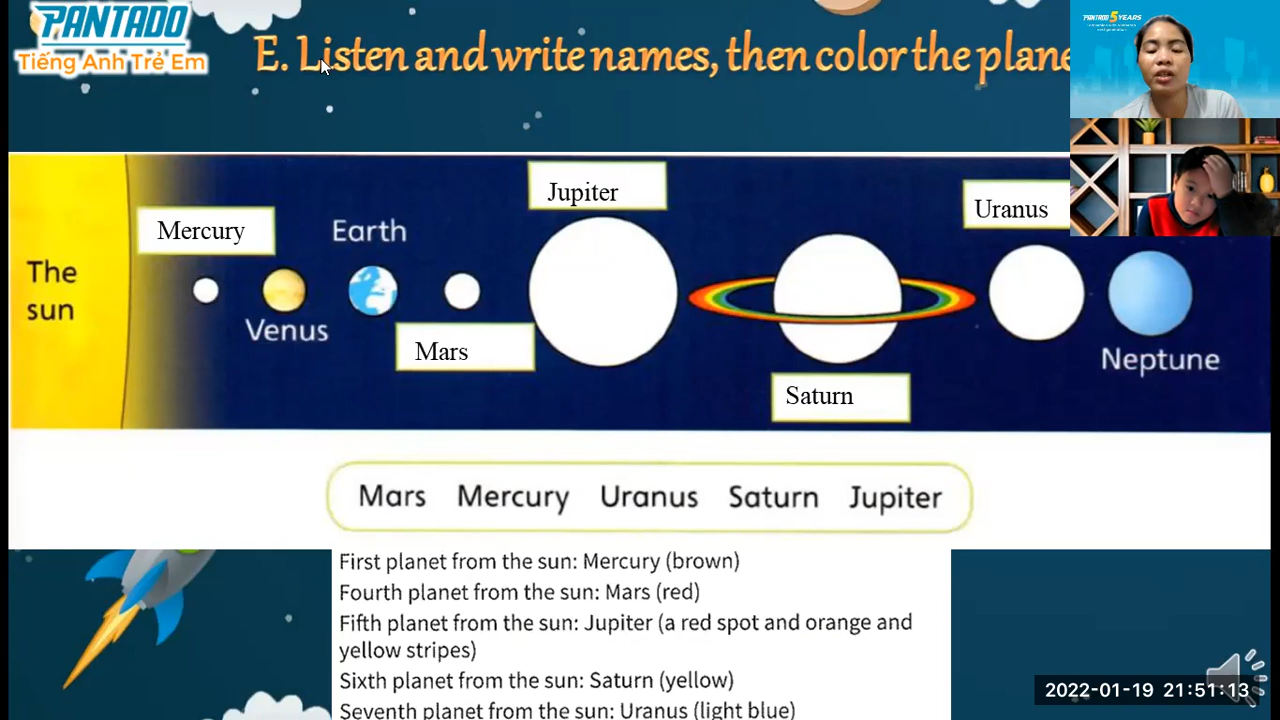 PANTADO
Tiếng Anh Trẻ Em
E. Listen and write names, then color the plane
PANTADO 5 YEARS
The
sun
Mercury
Venus
Earth
Mars
Jupiter
Saturn
Uranus
Neptune
Mars Mercury Uranus Saturn Jupiter
First planet from the sun: Mercury (brown)
Fourth planet from the sun: Mars (red)
Fifth planet from the sun: Jupiter (a red spot and orange and
yellow stripes)
Sixth planet from the sun: Saturn (yellow)
Seventh planet from the sun: Uranus (light blue)
2022-01-19 21:51:13